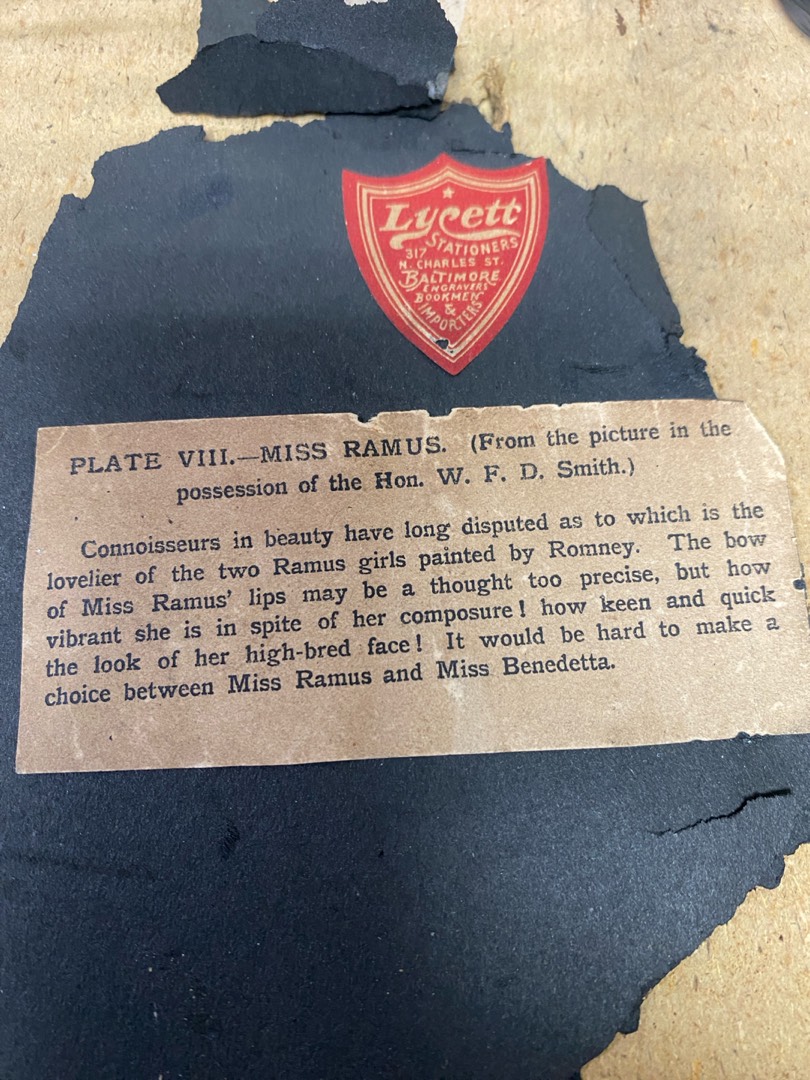 Lycett
STATIONERS
317
N. CHARLES ST.
BALTIMORE
ENGRAVERS
BOOKMEN
&
IMPORTERS
PLATE VIII.—MISS RAMUS. (From the picture in the
possession of the Hon. W. F. D. Smith.)
Connoisseurs in beauty have long disputed as to which is the
lovelier of the two Ramus girls painted by Romney. The bow
of Miss Ramus' lips may be a thought too precise, but how
vibrant she is in spite of her composure! how keen and quick
the look of her high-bred face! It would be hard to make a
choice between Miss Ramus and Miss Benedetta.